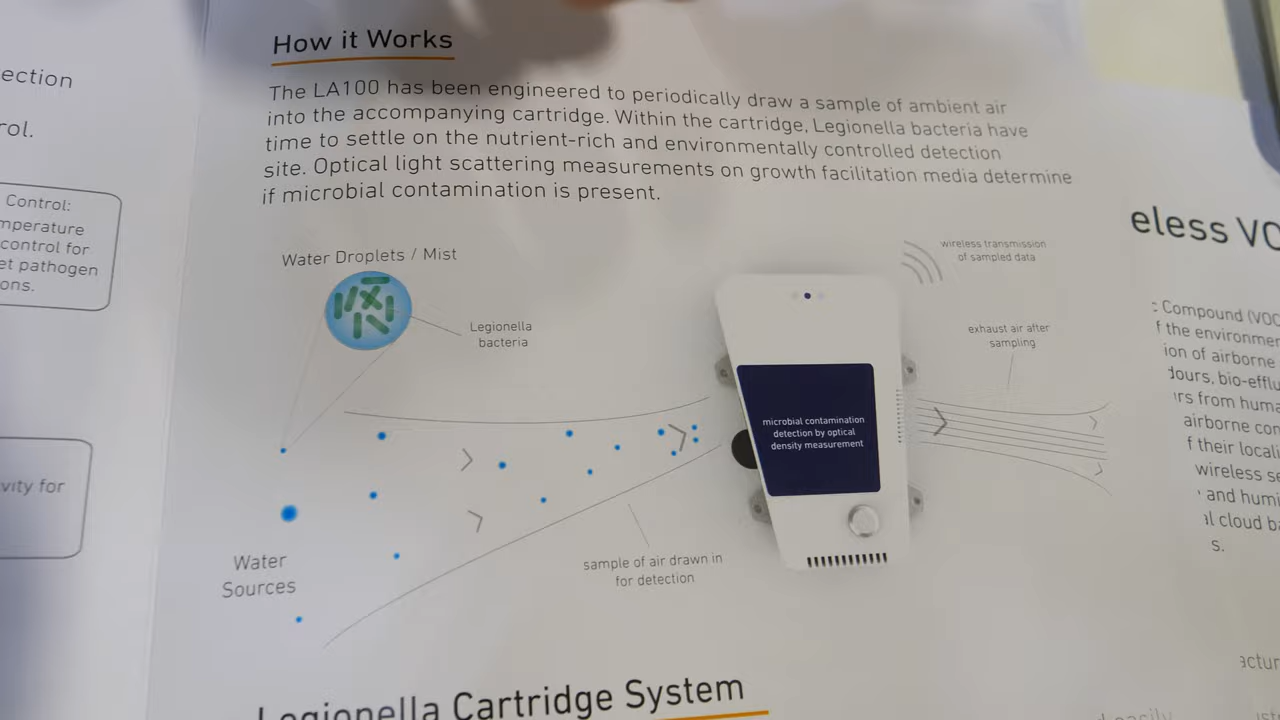 ection
rol.
Control:
mperature
control for
et pathogen
ons.
vity for
How it Works
The LA100 has been engineered to periodically draw a sample of ambient air
into the accompanying cartridge. Within the cartridge, Legionella bacteria have
time to settle on the nutrient-rich and environmentally controlled detection
site. Optical light scattering measurements on growth facilitation media determine
if microbial contamination is present.
Water Droplets / Mist
Legionella
bacteria
wireless transmission
of sampled data
exhaust air after
sampling
microbial contamination
detection by optical
density measurement
sample of air drawn in
for detection
Water
Sources
Legionella Cartridge System
eless VO
Compound (VOC
f the environmen
ion of airborne
dours, bio-efflu
rs from huma
airborne con
f their locali
wireless se
and humi
al cloud ba
s.
actur